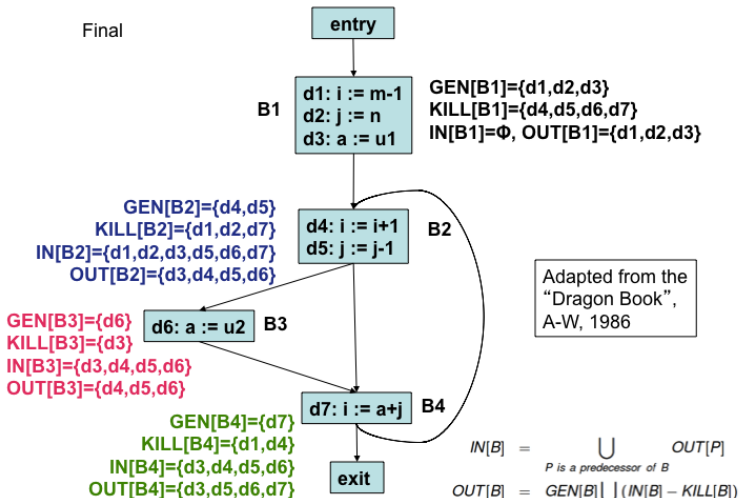 Final
entry
B1
d1: i := m-1
d2: j := n
d3: a := u1
GEN[B1]={d1,d2,d3}
KILL[B1]={d4,d5,d6,d7}
IN[B1]=Φ, OUT[B1]={d1,d2,d3}
GEN[B2]={d4,d5}
KILL[B2]={d1,d2,d7}
IN[B2]={d1,d2,d3,d5,d6,d7}
OUT[B2]={d3,d4,d5,d6}
d4: i := i+1
d5: j := j-1
B2
Adapted from the
“Dragon Book”,
A-W, 1986
GEN[B3]={d6}
KILL[B3]={d3}
IN[B3]={d3,d4,d5,d6}
OUT[B3]={d4,d5,d6}
d6: a := u2
B3
d7: i := a+j
B4
GEN[B4]={d7}
KILL[B4]={d1,d4}
IN[B4]={d3,d4,d5,d6}
OUT[B4]={d3,d5,d6,d7}
exit
IN[B] = ⋃ OUT[P]
P is a predecessor of B
OUT[B] = GEN[B] ⋃ (IN[B] − KILL[B])